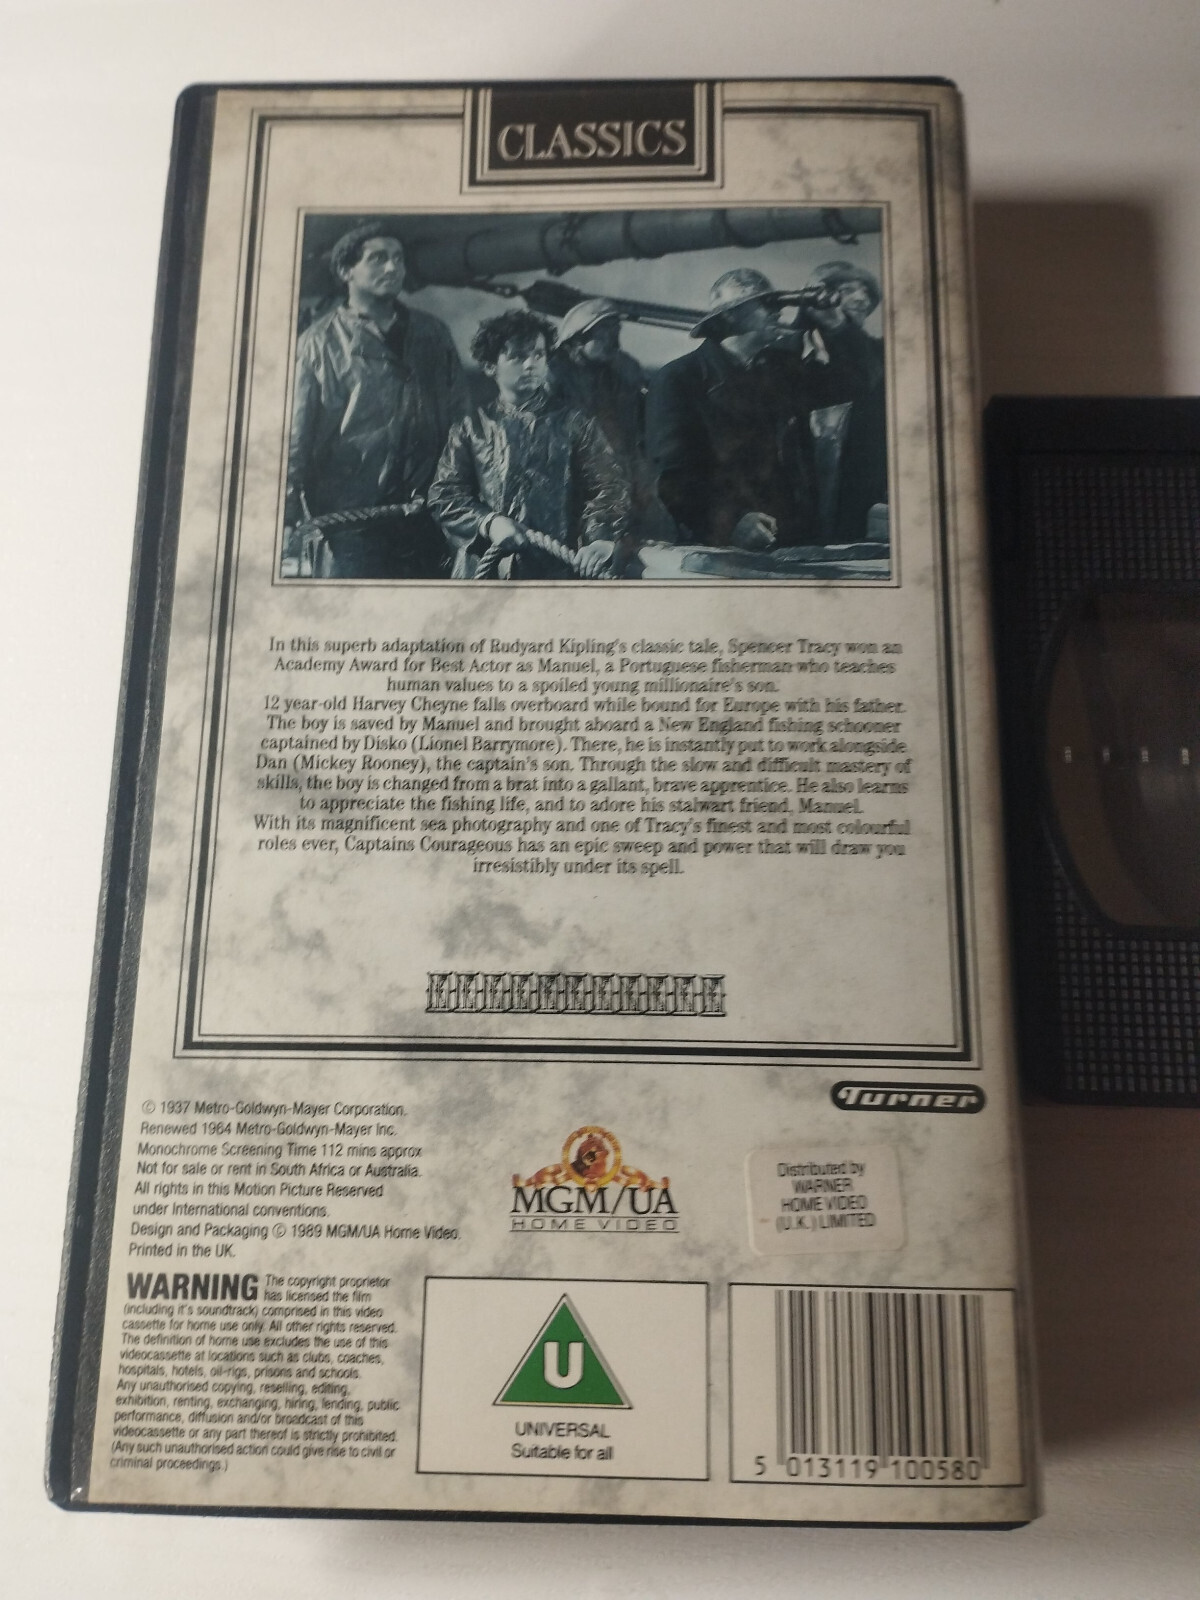 CLASSICS
In this superb adaptation of Rudyard Kipling's classic tale, Spencer Tracy won an
Academy Award for Best Actor as Manuel, a Portuguese fisherman who teaches
human values to a spoiled young millionaire's son.
12 year-old Harvey Cheyne falls overboard while bound for Europe with his father.
The boy is saved by Manuel and brought aboard a New England fishing schooner
captained by Disko (Lionel Barrymore). There, he is instantly put to work alongside
Dan (Mickey Rooney), the captain's son. Through the slow and difficult mastery of
skills, the boy is changed from a brat into a gallant, brave apprentice. He also learns
to appreciate the fishing life, and to adore his stalwart friend, Manuel.
With its magnificent sea photography and one of Tracy's finest and most colourful
roles ever, Captains Courageous has an epic sweep and power that will draw you
irresistibly under its spell.
© 1937 Metro-Goldwyn-Mayer Corporation.
Renewed 1964 Metro-Goldwyn-Mayer Inc.
Monochrome Screening Time 112 mins approx
Not for sale or rent in South Africa or Australia.
All rights in this Motion Picture Reserved
under International conventions.
Design and Packaging © 1989 MGM/UA Home Video.
Printed in the UK.
Turner
MGM/UA
HOME VIDEO
Distributed by
WARNER
HOME VIDEO
(U.K.) LIMITED
WARNING The copyright proprietor
has licensed the film
(including it's soundtrack) comprised in this video
cassette for home use only. All other rights reserved.
The definition of home use excludes the use of this
videocassette at locations such as clubs, coaches,
hospitals, hotels, oil-rigs, prisons and schools.
Any unauthorised copying, reselling, editing,
exhibition, renting, exchanging, hiring, lending, public
performance, diffusion and/or broadcast of this
videocassette or any part thereof is strictly prohibited.
(Any such unauthorised action could give rise to civil or
criminal proceedings.)
U
UNIVERSAL
Suitable for all
5 013119 100580